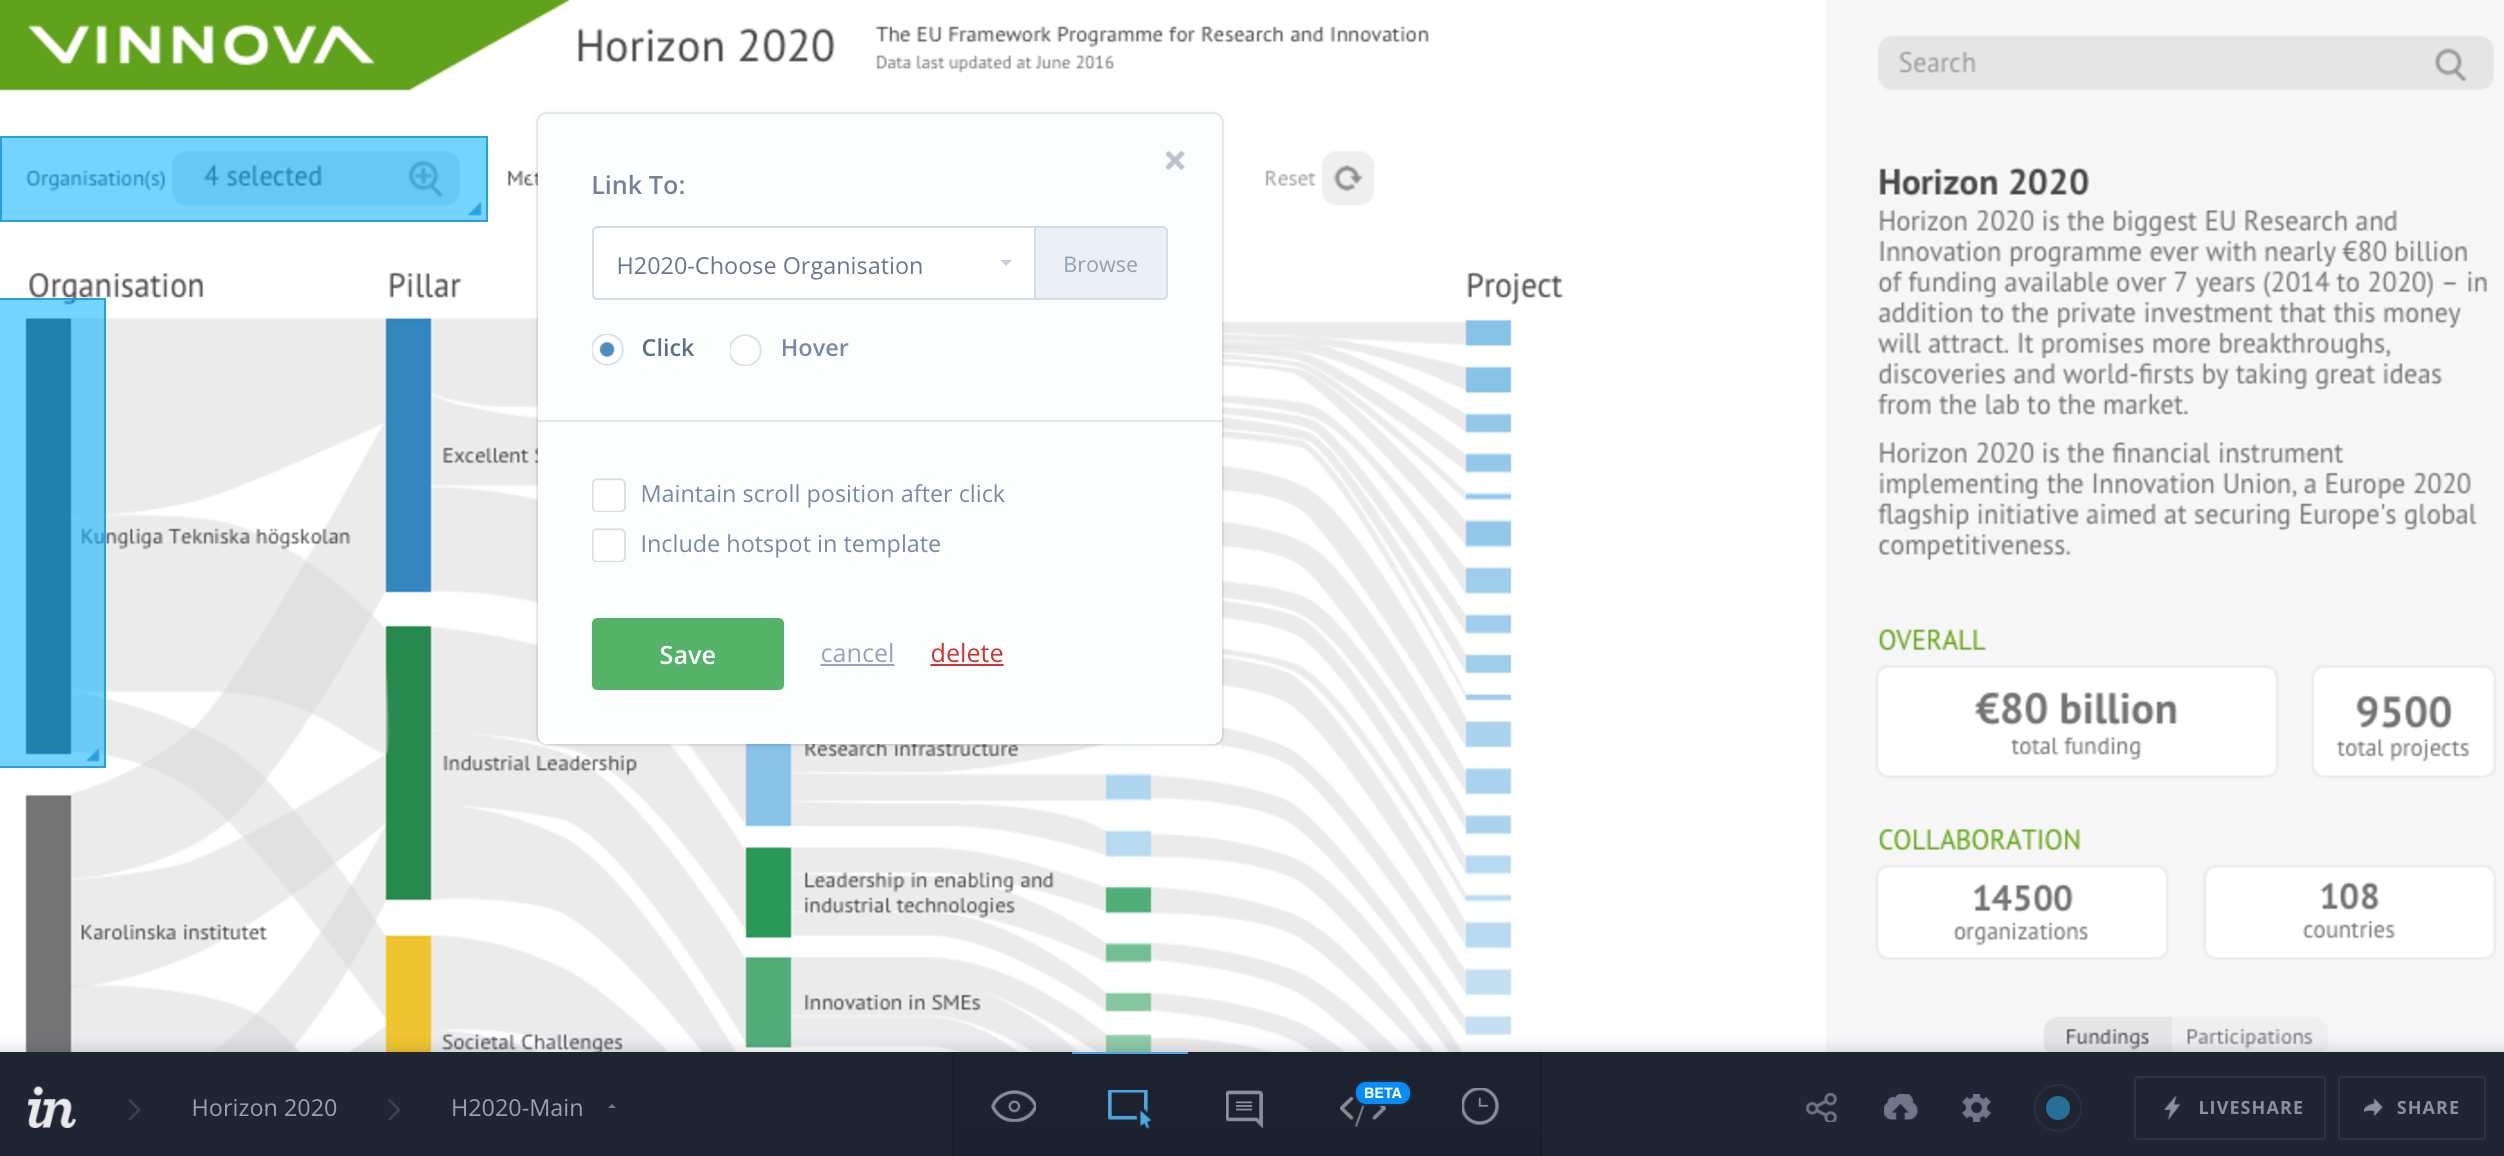 VINNOVA
Horizon 2020
The EU Framework Programme for Research and Innovation
Data last updated at June 2016
Search
Organisation(s)
4 selected
Reset
Link To:
H2020-Choose Organisation
Browse
Click
Hover
Maintain scroll position after click
Include hotspot in template
Save
cancel
delete
Organisation
Pillar
Project
Kungliga Tekniska högskolan
Karolinska institutet
Excellent
Industrial Leadership
Societal Challenges
Research infrastructure
Leadership in enabling and
industrial technologies
Innovation in SMEs
Horizon 2020
Horizon 2020 is the biggest EU Research and
Innovation programme ever with nearly €80 billion
of funding available over 7 years (2014 to 2020) – in
addition to the private investment that this money
will attract. It promises more breakthroughs,
discoveries and world-firsts by taking great ideas
from the lab to the market.
Horizon 2020 is the financial instrument
implementing the Innovation Union, a Europe 2020
flagship initiative aimed at securing Europe's global
competitiveness.
OVERALL
€80 billion
total funding
9500
total projects
COLLABORATION
14500
organizations
108
countries
Fundings
Participations
in
Horizon 2020
H2020-Main
BETA
LIVESHARE
SHARE